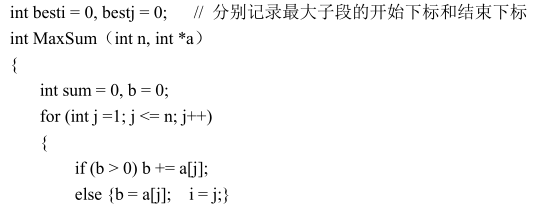 int besti = 0, bestj = 0;    // 分别记录最大子段的开始下标和结束下标
int MaxSum（int n, int *a）
{
    int sum = 0, b = 0;
    for (int j =1; j <= n; j++)
    {
        if (b > 0) b += a[j];
        else {b = a[j];   i = j;}